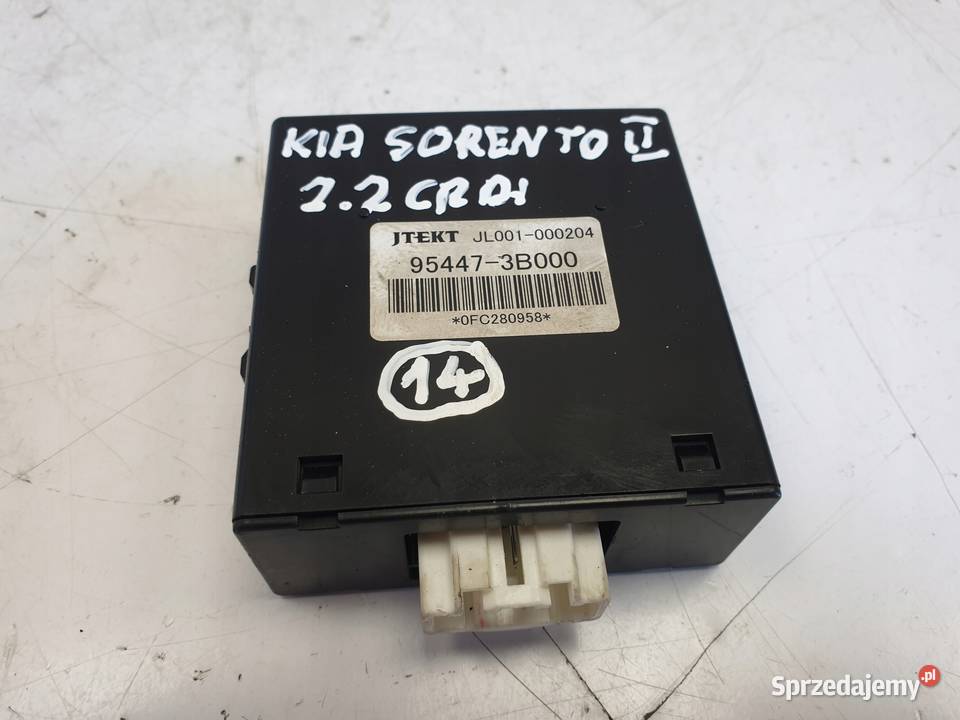 KIA SORENTO II
2.2 CRDI
JTEKT JL001-000204
95447-3B000
*0FC280958*
14
Sprzedajemy.pl